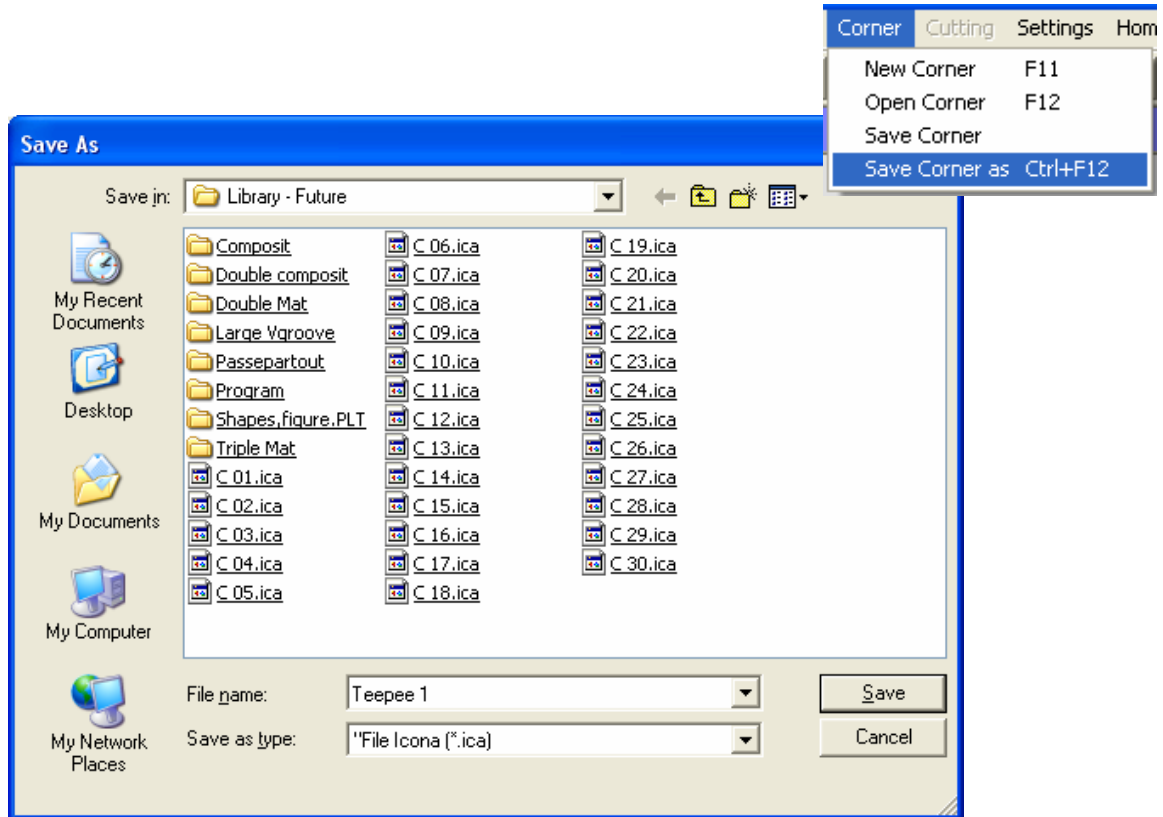 Corner Cutting Settings Hom
New Corner F11
Open Corner F12
Save Corner
Save Corner as Ctrl+F12
Save As
Save in: Library - Future
My Recent
Documents
Desktop
My Documents
My Computer
My Network
Places
Composit
Double composit
Double Mat
Large Vgroove
Passepartout
Program
Shapes,figure.PLT
Triple Mat
C 01.ica
C 02.ica
C 03.ica
C 04.ica
C 05.ica
C 06.ica
C 07.ica
C 08.ica
C 09.ica
C 10.ica
C 11.ica
C 12.ica
C 13.ica
C 14.ica
C 15.ica
C 16.ica
C 17.ica
C 18.ica
C 19.ica
C 20.ica
C 21.ica
C 22.ica
C 23.ica
C 24.ica
C 25.ica
C 26.ica
C 27.ica
C 28.ica
C 29.ica
C 30.ica
File name: Teepee 1 Save
Save as type: "File Icona (*.ica) Cancel